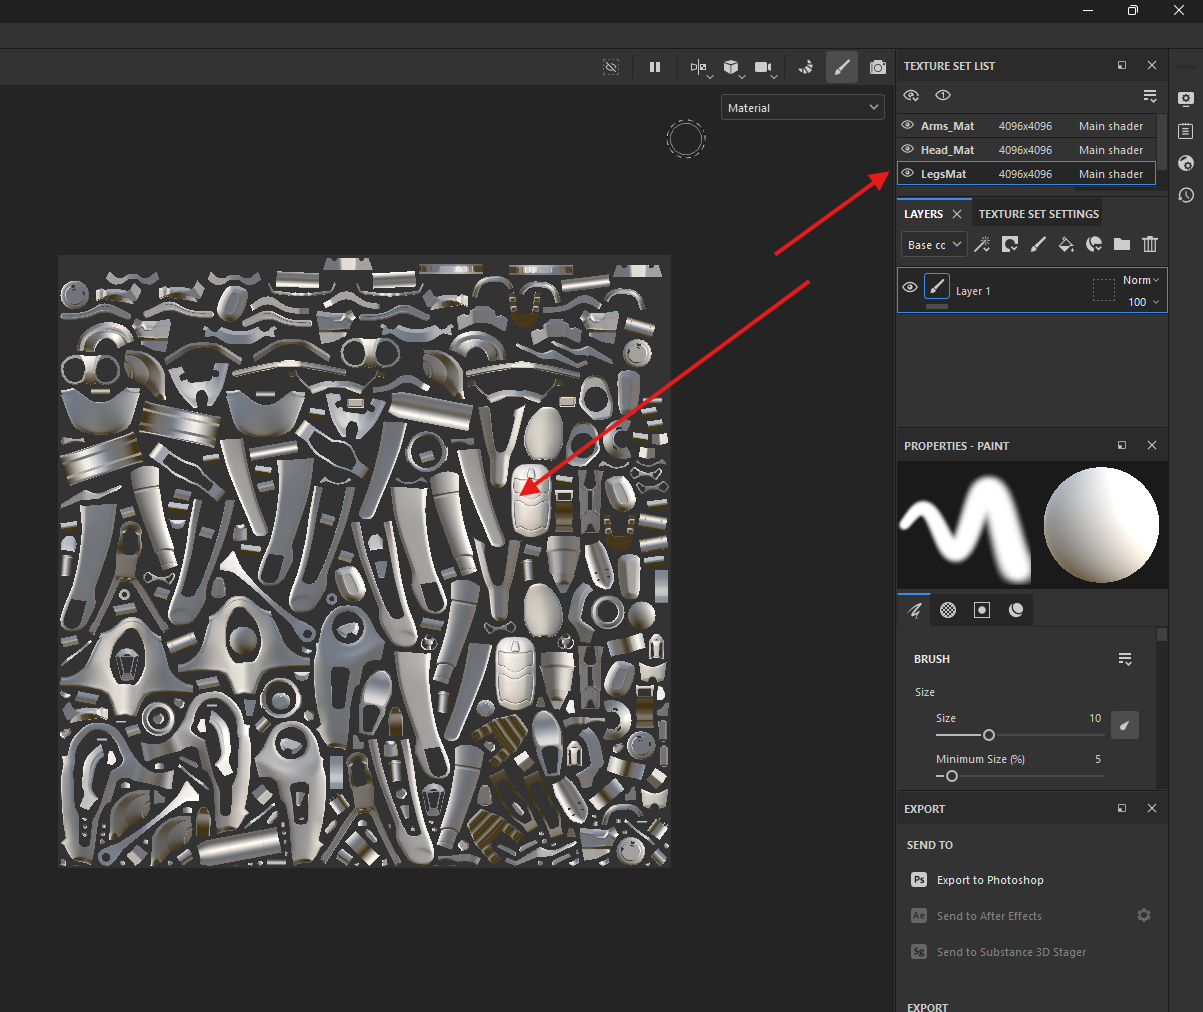 TEXTURE SET LIST
Material
1
Arms_Mat 4096x4096 Main shader
Head_Mat 4096x4096 Main shader
LegsMat 4096x4096 Main shader
LAYERS TEXTURE SET SETTINGS
Base cc
Layer 1
Norm
100
PROPERTIES - PAINT
BRUSH
Size
Size 10
Minimum Size (%) 5
EXPORT
SEND TO
Ps Export to Photoshop
Ae Send to After Effects
Sg Send to Substance 3D Stager
EXPORT